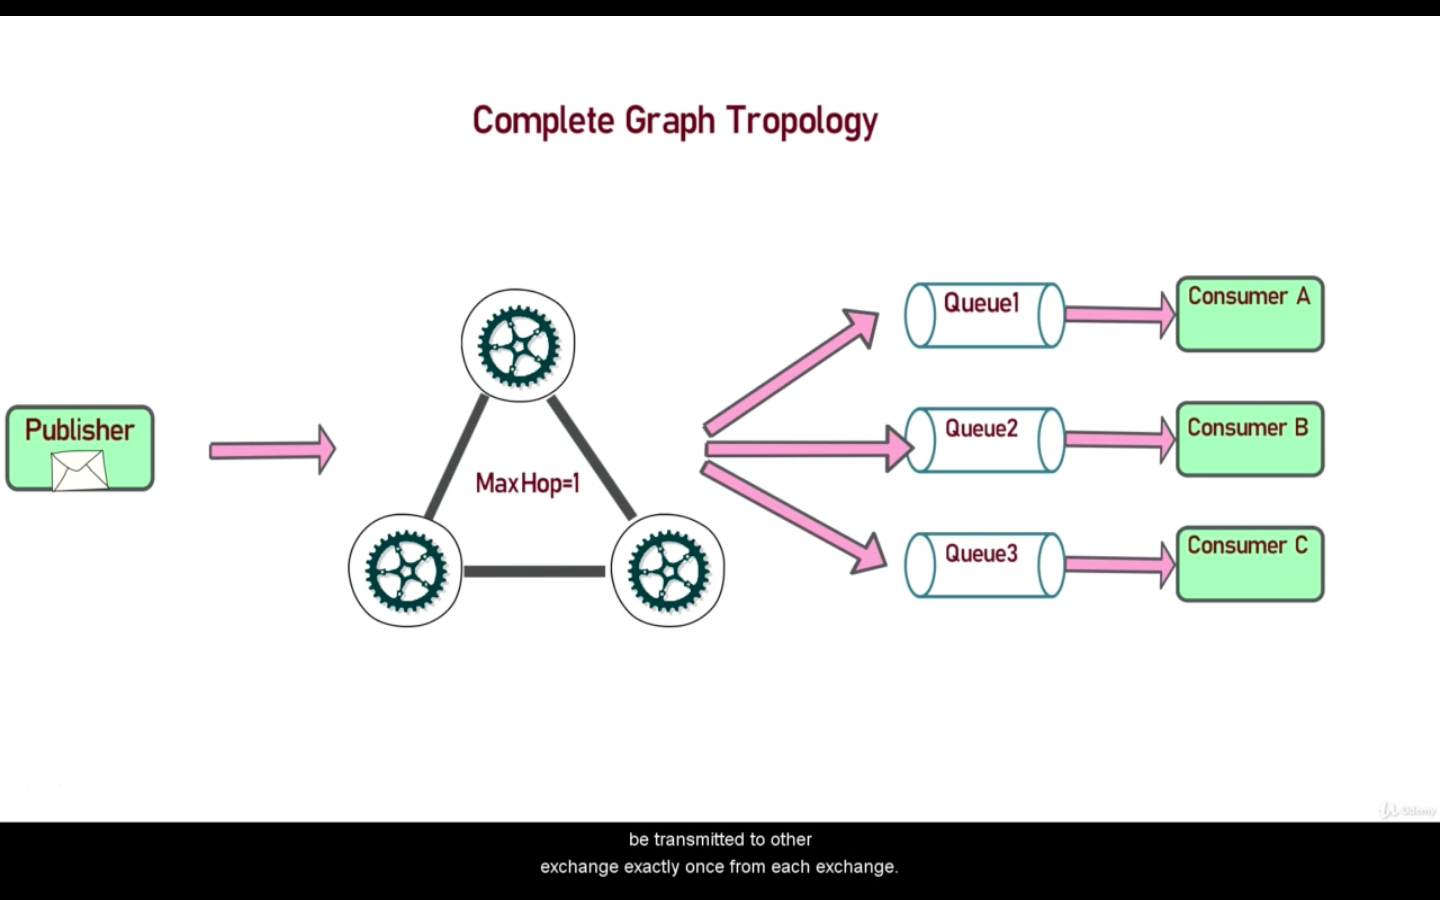 Complete Graph Tropology
Publisher
MaxHop=1
Queue1
Consumer A
Queue2
Consumer B
Queue3
Consumer C
Udemy
be transmitted to other
exchange exactly once from each exchange.